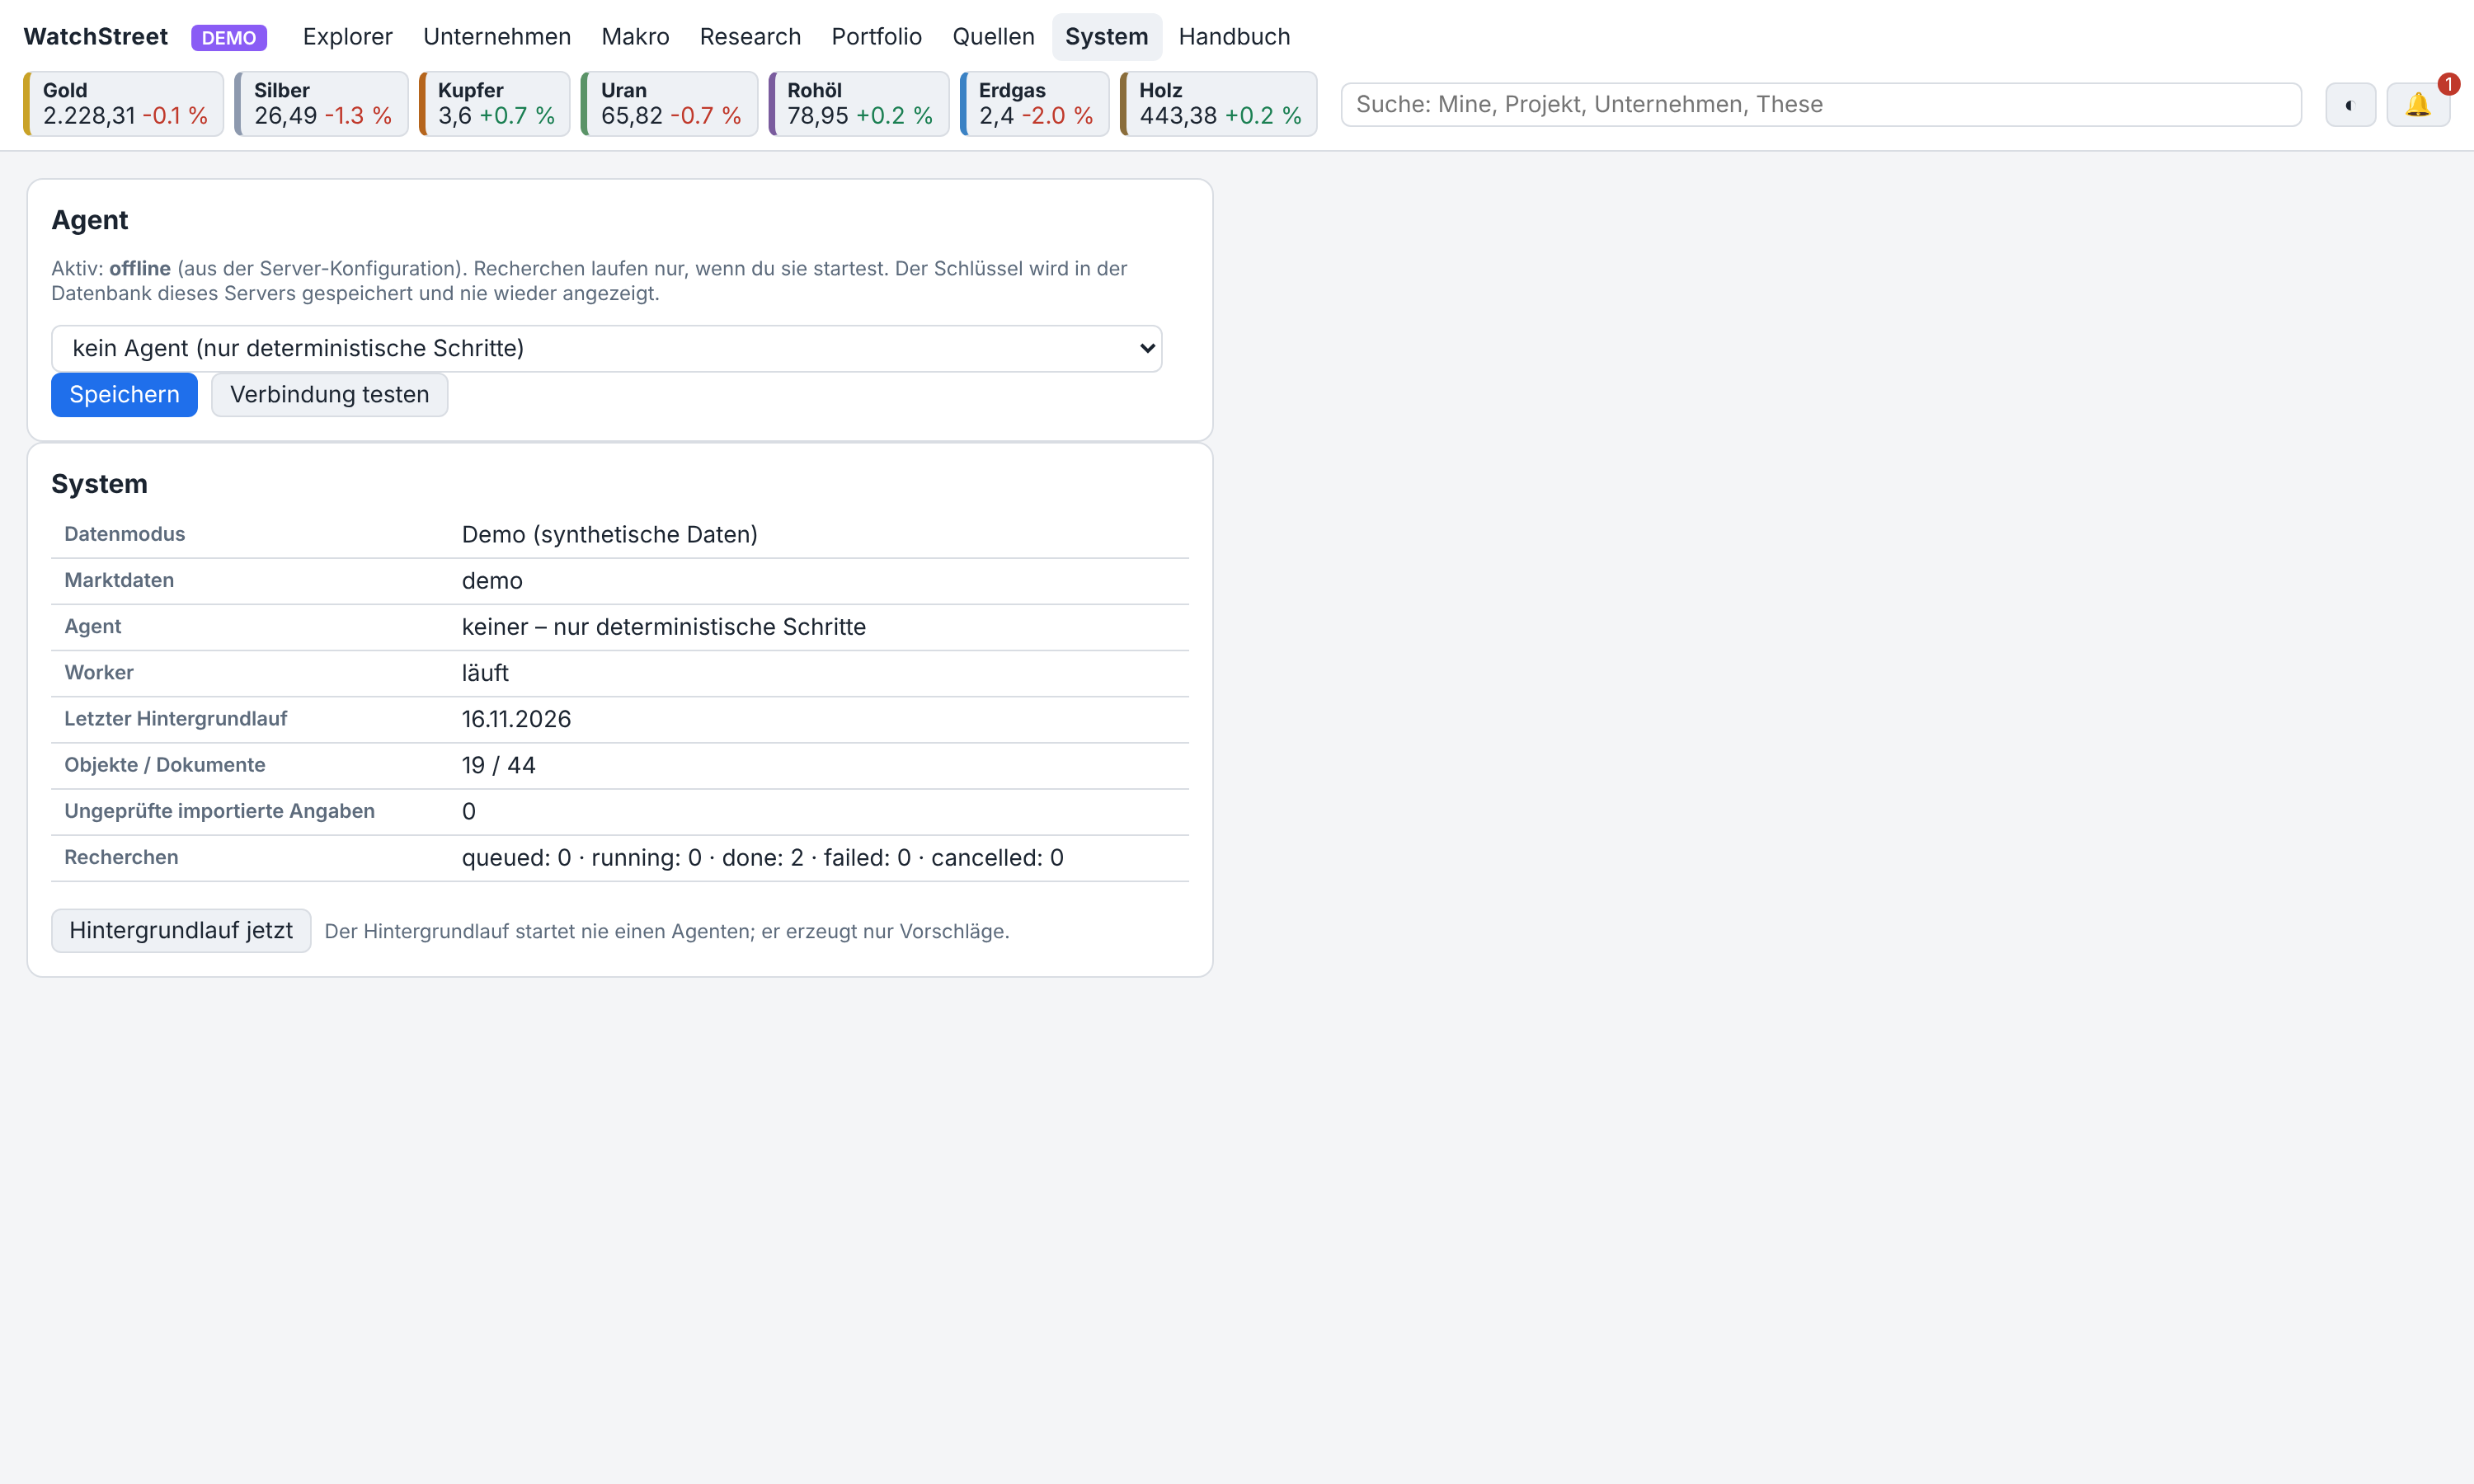 WatchStreet DEMO Explorer Unternehmen Makro Research Portfolio Quellen System Handbuch
Gold Silber Kupfer Uran Rohöl Erdgas Holz
2.228,31 -0.1 % 26,49 -1.3 % 3,6 +0.7 % 65,82 -0.7 % 78,95 +0.2 % 2,4 -2.0 % 443,38 +0.2 %
Suche: Mine, Projekt, Unternehmen, These
1
Agent
Aktiv: offline (aus der Server-Konfiguration). Recherchen laufen nur, wenn du sie startest. Der Schlüssel wird in der
Datenbank dieses Servers gespeichert und nie wieder angezeigt.
kein Agent (nur deterministische Schritte)
Speichern Verbindung testen
System
Datenmodus Demo (synthetische Daten)
Marktdaten demo
Agent keiner – nur deterministische Schritte
Worker läuft
Letzter Hintergrundlauf 16.11.2026
Objekte / Dokumente 19 / 44
Ungeprüfte importierte Angaben 0
Recherchen queued: 0 · running: 0 · done: 2 · failed: 0 · cancelled: 0
Hintergrundlauf jetzt Der Hintergrundlauf startet nie einen Agenten; er erzeugt nur Vorschläge.